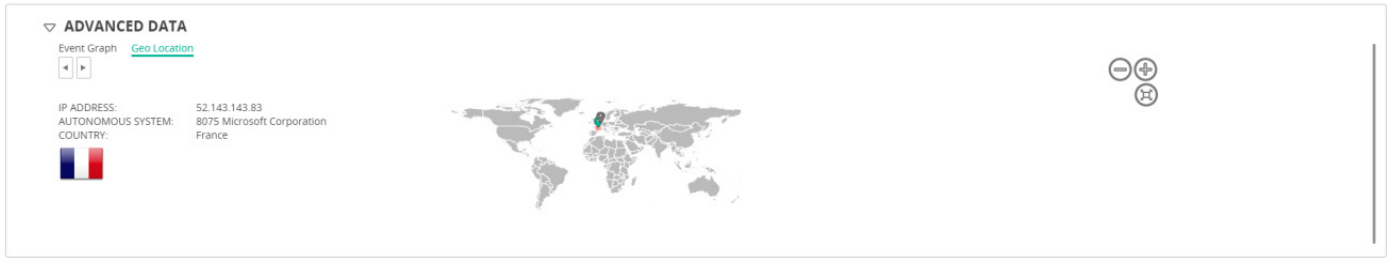 ADVANCED DATA
Event Graph Geo Location
IP ADDRESS: 52.143.143.83
AUTONOMOUS SYSTEM: 8075 Microsoft Corporation
COUNTRY: France